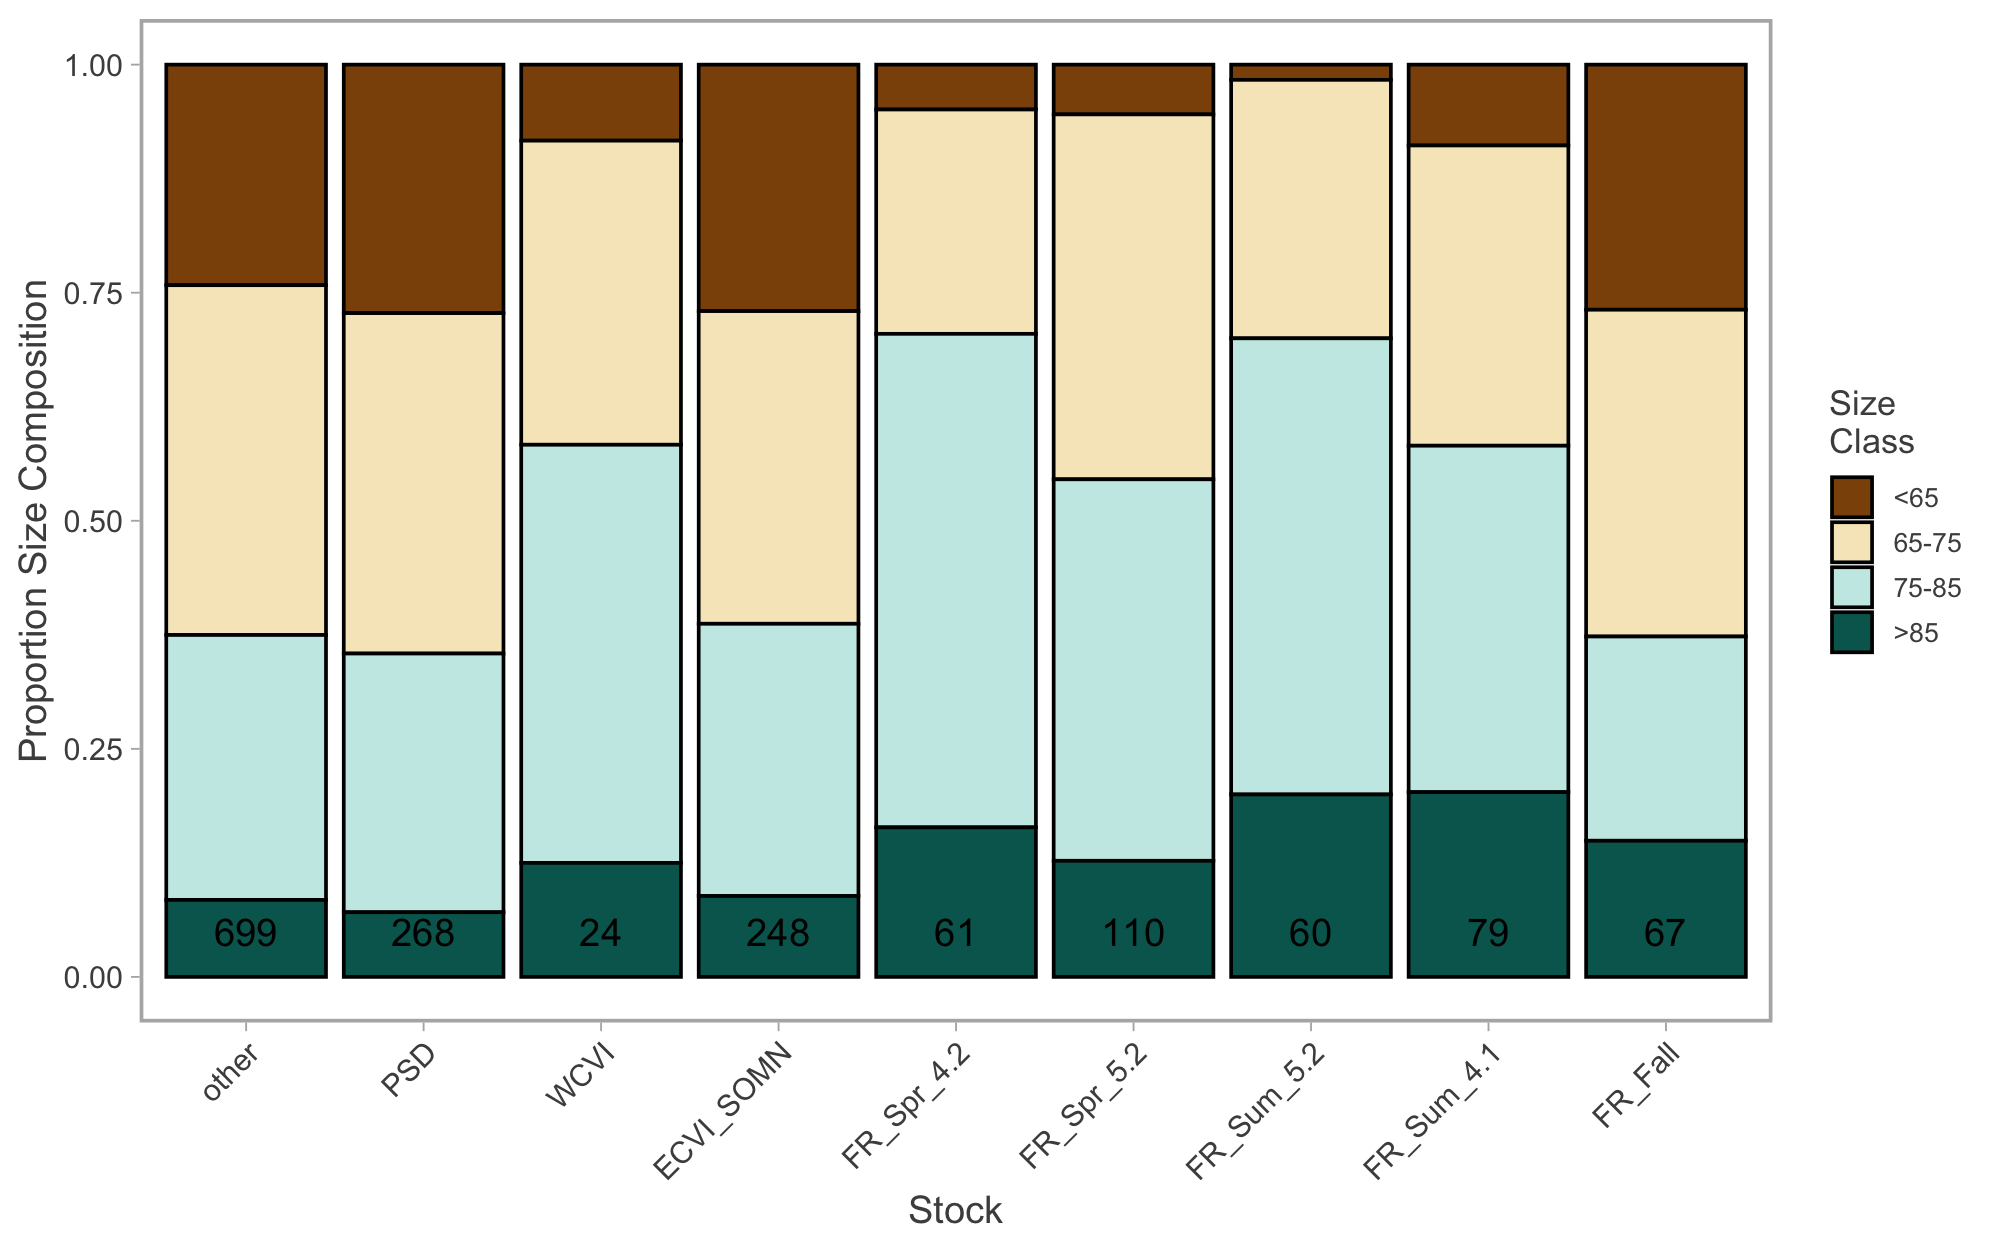 Proportion Size Composition
1.00
0.75
0.50
0.25
0.00
699 268 24 248 61 110 60 79 67
other PSD WCVI ECVI_SOMN FR_Spr_4.2 FR_Spr_5.2 FR_Sum_5.2 FR_Sum_4.1 FR_Fall
Stock
Size
Class
<65
65-75
75-85
>85